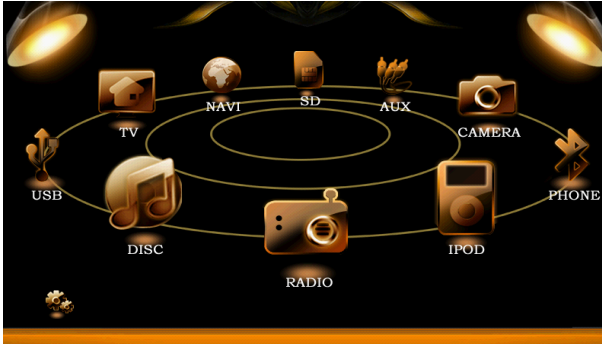 NAVI
SD
AUX
TV
CAMERA
USB
PHONE
DISC
IPOD
RADIO